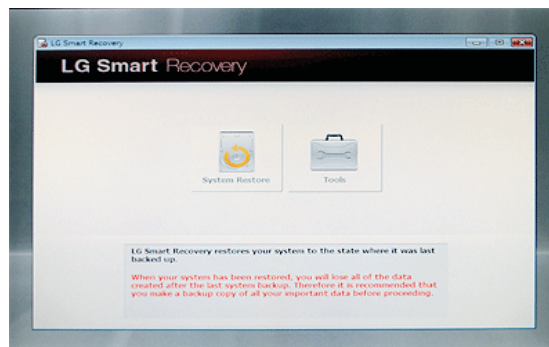 LG Smart Recovery
LG Smart Recovery
System Restore
Tools
LG Smart Recovery restores your system to the state where it was last
backed up.
When your system has been restored, you will lose all of the data
created after the last system backup. Therefore it is recommended that
you make a backup copy of all your important data before proceeding.